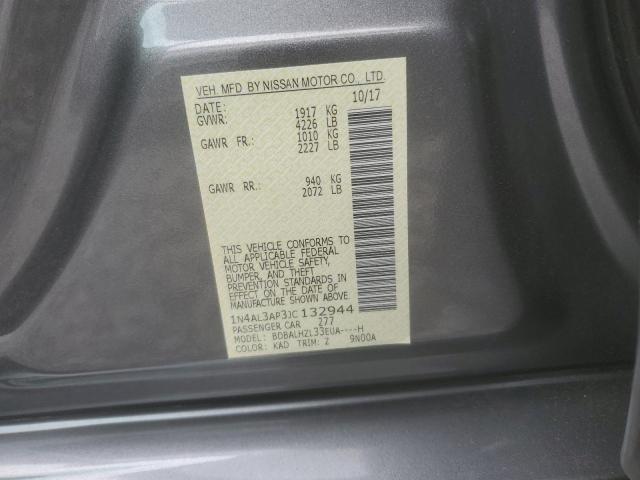 VEH. MFD BY NISSAN MOTOR CO., LTD.
DATE: 10/17
GVWR: 1917 KG
4226 LB
GAWR FR: 1010 KG
2227 LB
GAWR RR: 940 KG
2072 LB
THIS VEHICLE CONFORMS TO
ALL APPLICABLE FEDERAL
MOTOR VEHICLE SAFETY,
BUMPER, AND THEFT
PREVENTION STANDARDS IN
EFFECT ON THE DATE OF
MANUFACTURE SHOWN ABOVE.
1N4AL3AP3JC132944
PASSENGER CAR 277
MODEL: BDBALHZL33EUA----H
COLOR: KAD TRIM: Z 9N00A